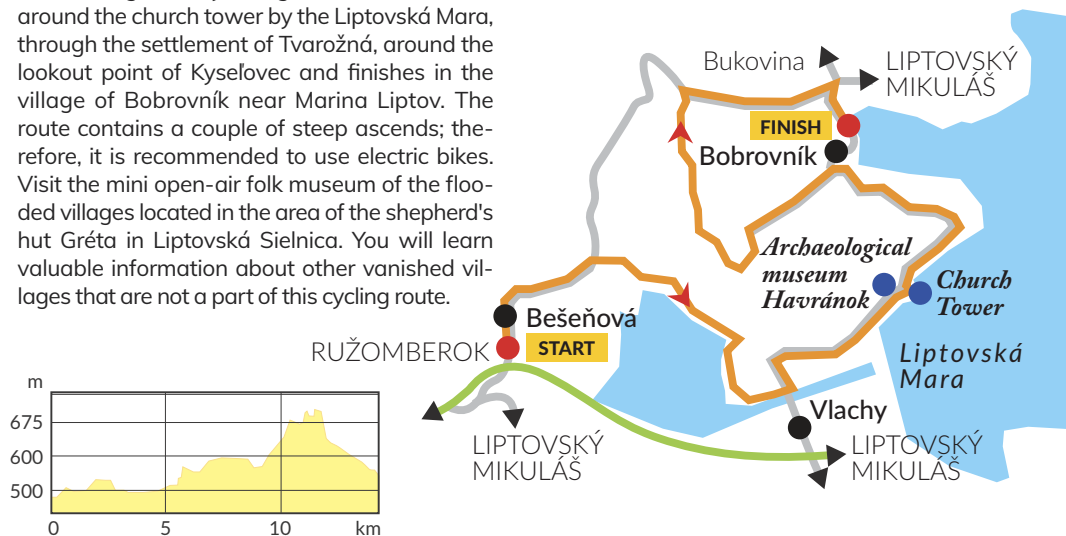 around the church tower by the Liptovská Mara,
through the settlement of Tvarožná, around the
lookout point of Kyseľovec and finishes in the
village of Bobrovník near Marina Liptov. The
route contains a couple of steep ascends; the-
refore, it is recommended to use electric bikes.
Visit the mini open-air folk museum of the floo-
ded villages located in the area of the shepherd's
hut Gréta in Liptovská Sielnica. You will learn
valuable information about other vanished vil-
lages that are not a part of this cycling route.
Bukovina
LIPTOVSKÝ
MIKULÁŠ
FINISH
Bobrovník
Archaeological
museum
Havránok
Church
Tower
Bešeňová
RUŽOMBEROK
START
Liptovská
Mara
Vlachy
LIPTOVSKÝ
MIKULÁŠ
LIPTOVSKÝ
MIKULÁŠ
m
675
600
500
0
5
10
km